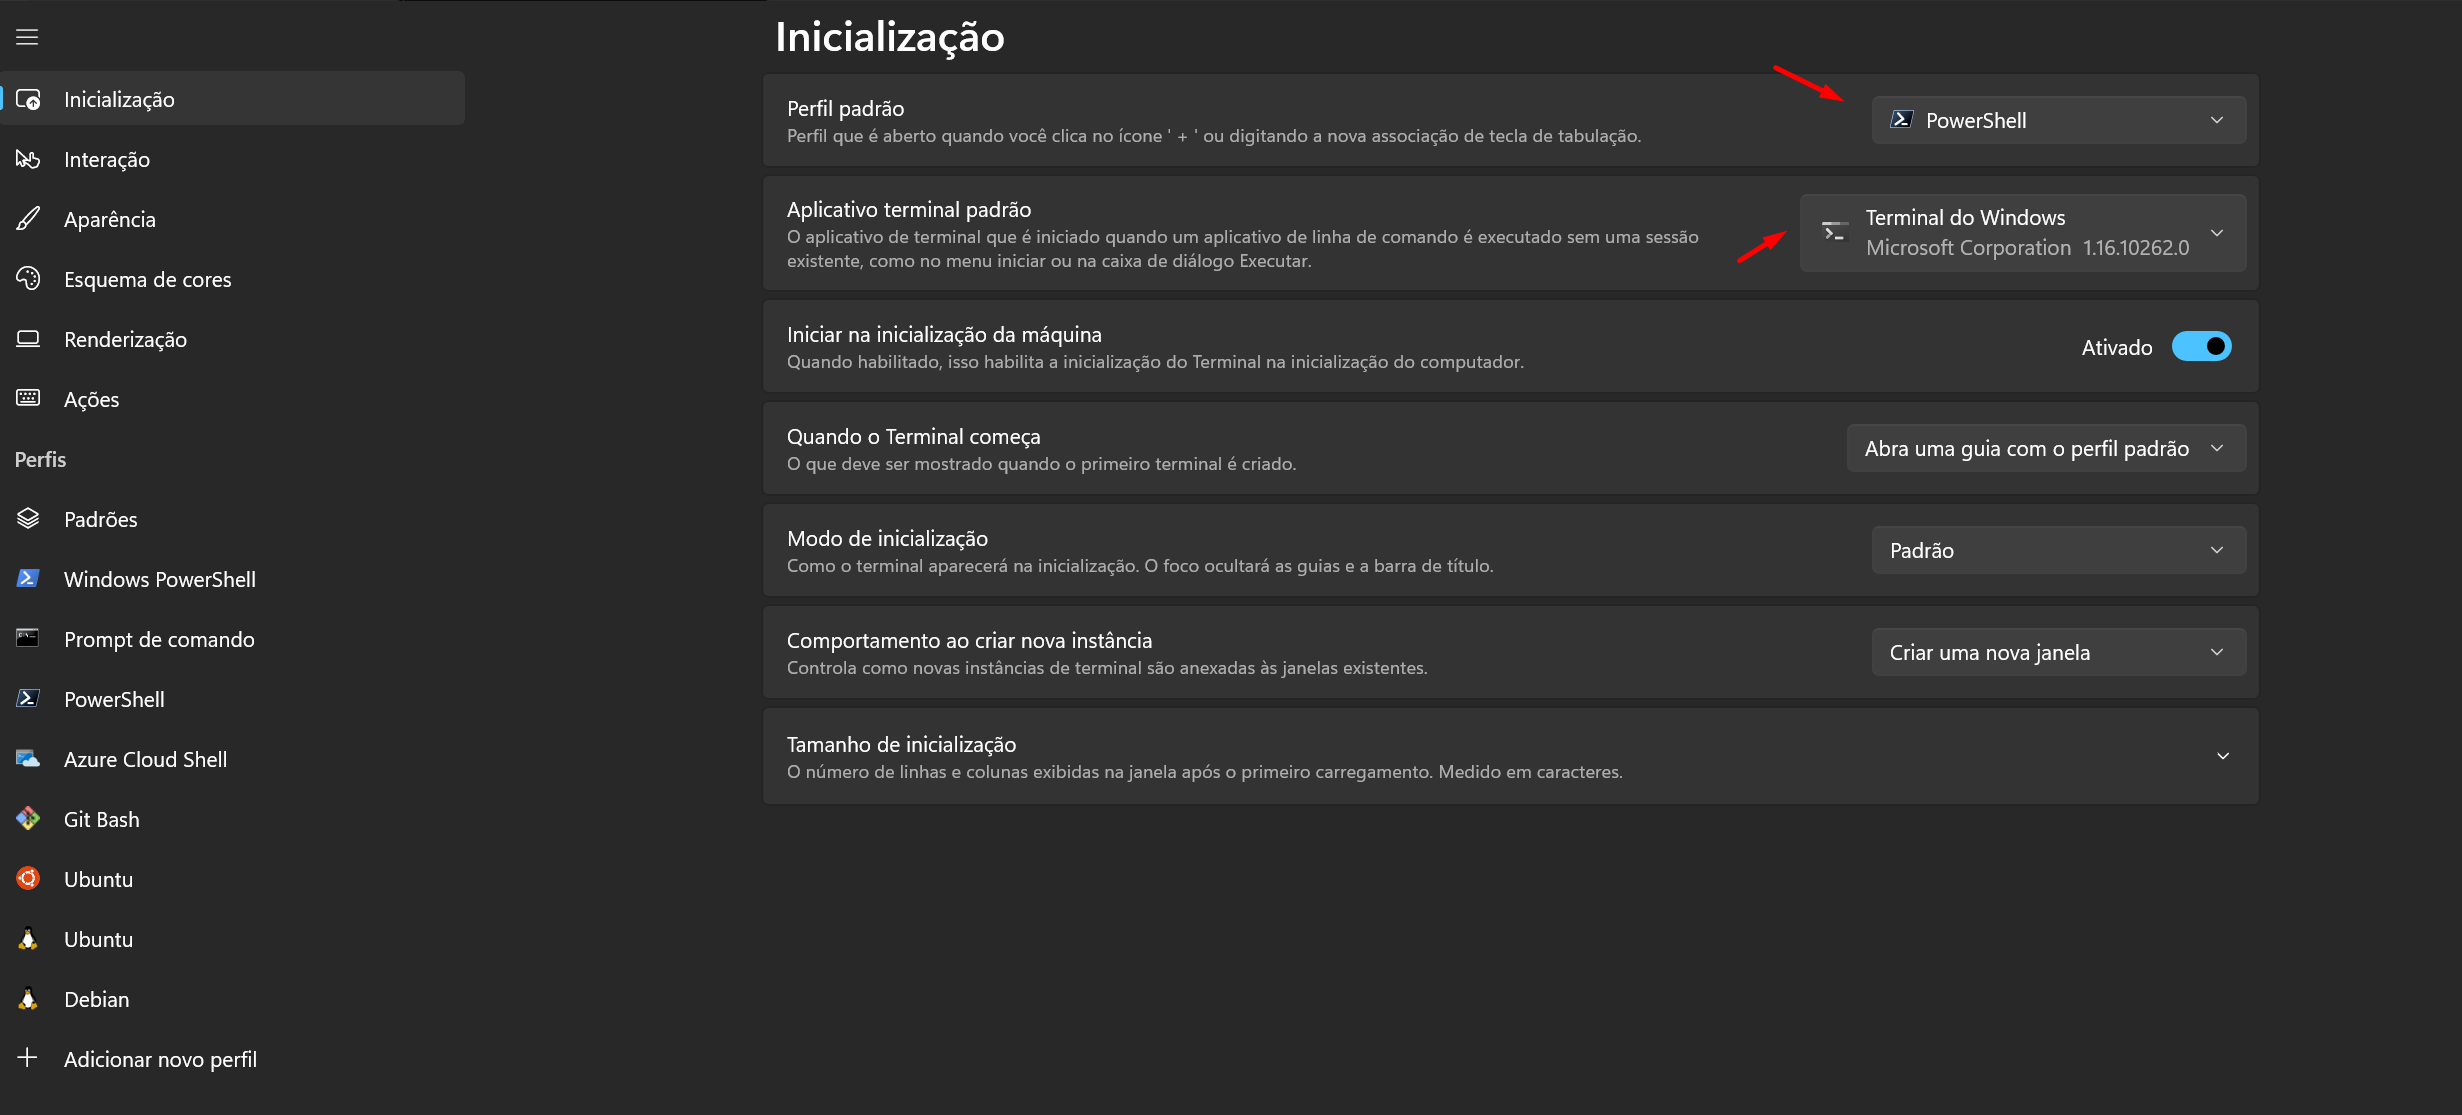 Inicialização
Interação
Aparência
Esquema de cores
Renderização
Ações
Perfis
Padrões
Windows PowerShell
Prompt de comando
PowerShell
Azure Cloud Shell
Git Bash
Ubuntu
Ubuntu
Debian
Adicionar novo perfil
Inicialização
Perfil padrão
Perfil que é aberto quando você clica no ícone ' + ' ou digitando a nova associação de tecla de tabulação.
PowerShell
Aplicativo terminal padrão
O aplicativo de terminal que é iniciado quando um aplicativo de linha de comando é executado sem uma sessão
existente, como no menu iniciar ou na caixa de diálogo Executar.
Terminal do Windows
Microsoft Corporation 1.16.10262.0
Iniciar na inicialização da máquina
Quando habilitado, isso habilita a inicialização do Terminal na inicialização do computador.
Ativado
Quando o Terminal começa
O que deve ser mostrado quando o primeiro terminal é criado.
Abra uma guia com o perfil padrão
Modo de inicialização
Como o terminal aparecerá na inicialização. O foco ocultará as guias e a barra de título.
Padrão
Comportamento ao criar nova instância
Controla como novas instâncias de terminal são anexadas às janelas existentes.
Criar uma nova janela
Tamanho de inicialização
O número de linhas e colunas exibidas na janela após o primeiro carregamento. Medido em caracteres.